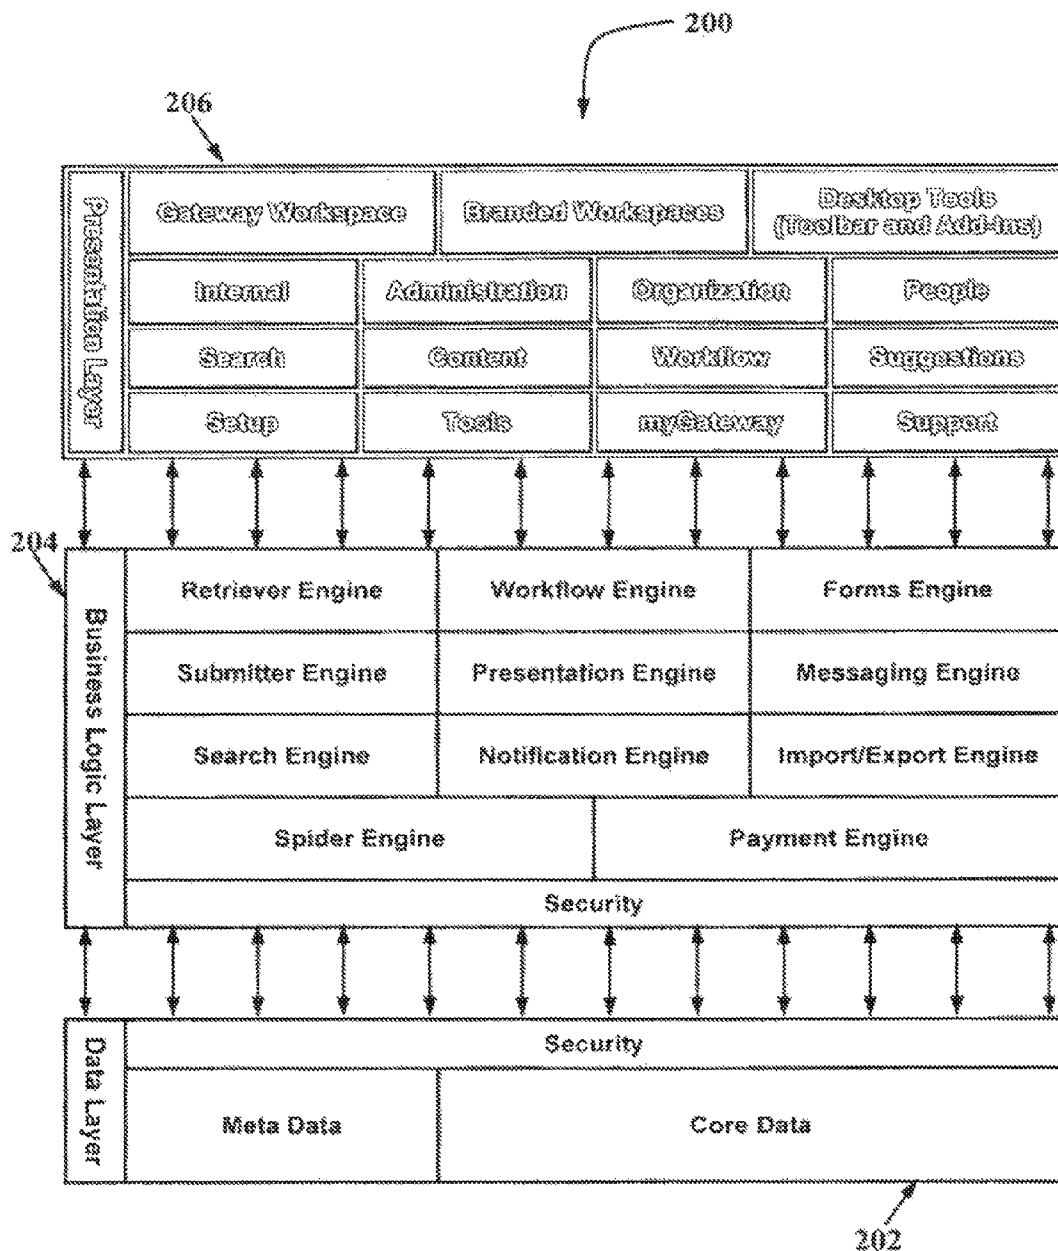 200
206
Presentation Layer
Gateway Workspace
Branded Workspaces
Desktop Tools
(Toolbar and Add-Ins)
Internal
Administration
Organization
People
Search
Content
Workflow
Suggestions
Setup
Tools
myGateway
Support
204
Business Logic Layer
Retriever Engine
Workflow Engine
Forms Engine
Submitter Engine
Presentation Engine
Messaging Engine
Search Engine
Notification Engine
Import/Export Engine
Spider Engine
Payment Engine
Security
Data Layer
Security
Meta Data
Core Data
202